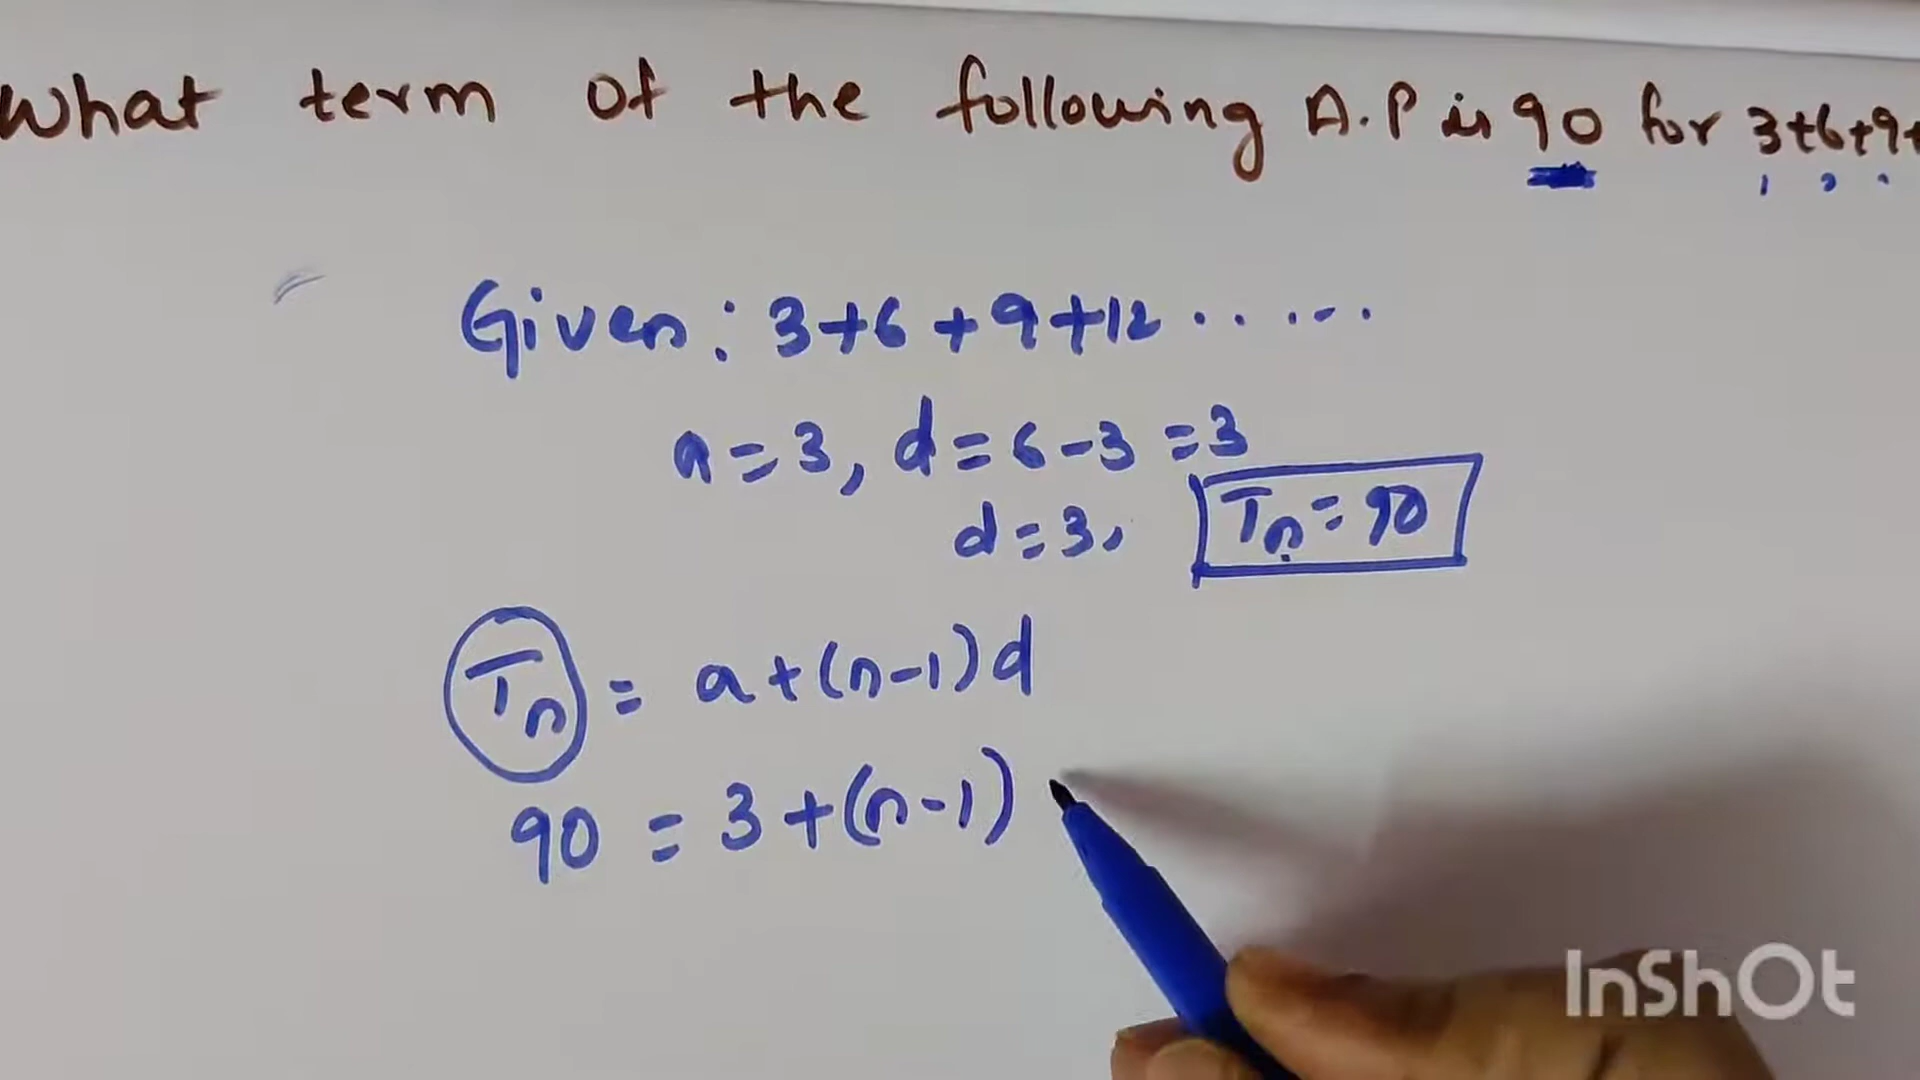 What term of the following A.P is 90 for 3+6+9+
Given: 3+6+9+12.....
a=3, d=6-3=3
d=3, Tn=90
Tn = a+(n-1)d
90 = 3+(n-1)
InShOt